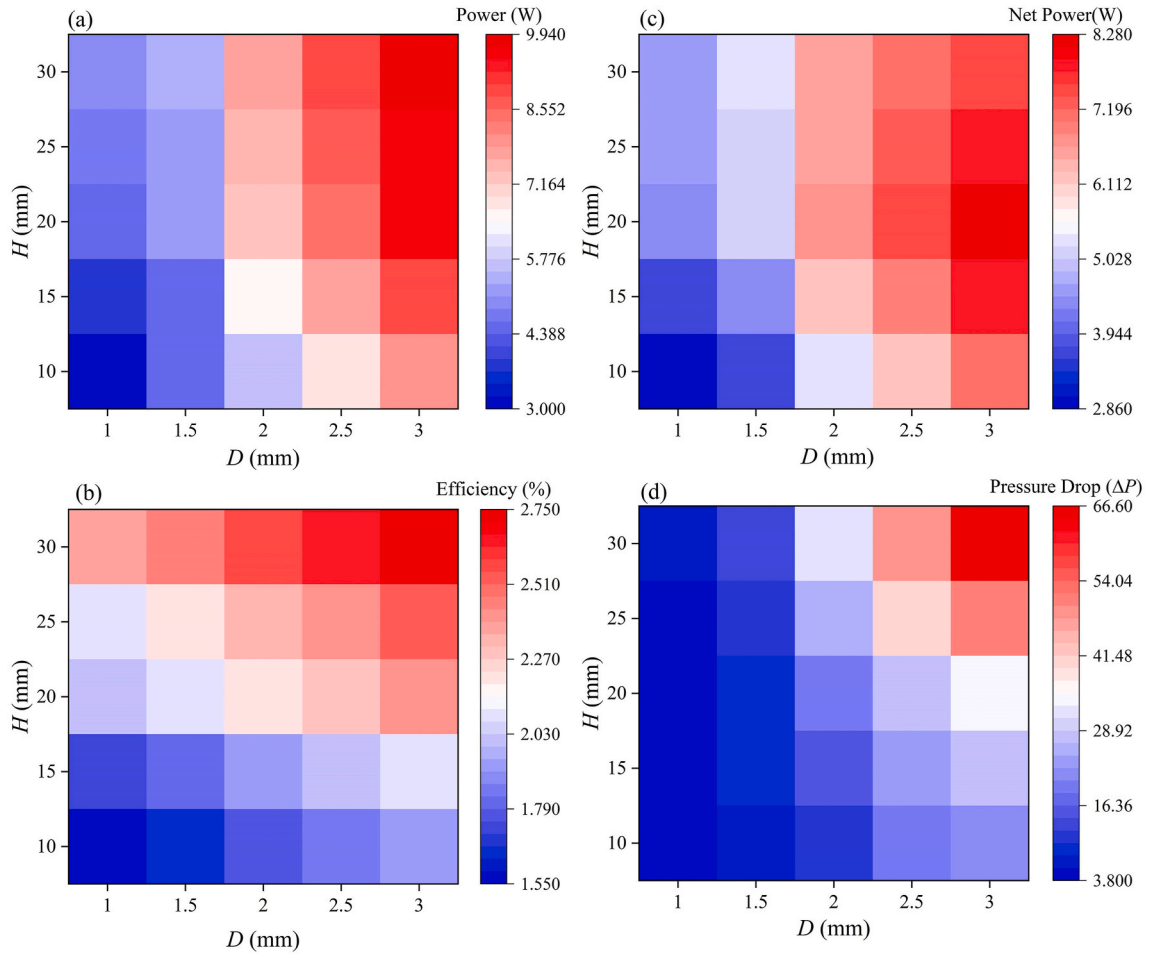 (a)
Power (W)
9.940
8.552
7.164
5.776
4.388
3.000
30
25
20
15
10
H (mm)
1 1.5 2 2.5 3
D (mm)
(c)
Net Power(W)
8.280
7.196
6.112
5.028
3.944
2.860
30
25
20
15
10
H (mm)
1 1.5 2 2.5 3
D (mm)
(b)
Efficiency (%)
2.750
2.510
2.270
2.030
1.790
1.550
30
25
20
15
10
H (mm)
1 1.5 2 2.5 3
D (mm)
(d)
Pressure Drop (ΔP)
66.60
54.04
41.48
28.92
16.36
3.800
30
25
20
15
10
H (mm)
1 1.5 2 2.5 3
D (mm)